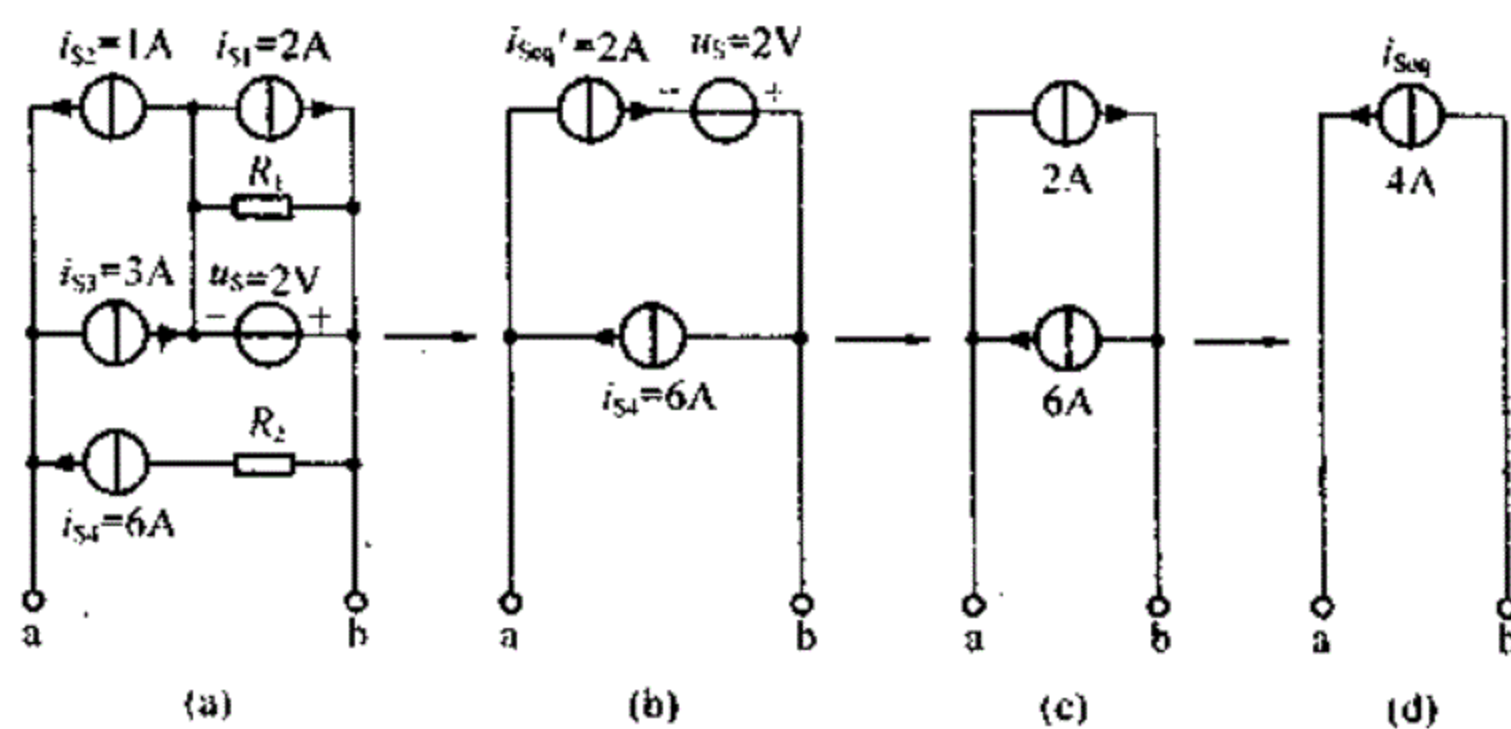 iS2=1A iS1=2A
R1
iS3=3A uS=2V
- +
R2
iS4=6A
a b
(a)
iSeq'=2A uS=2V
- +
iS4=6A
a b
(b)
2A
6A
a b
(c)
iSeq
4A
a b
(d)